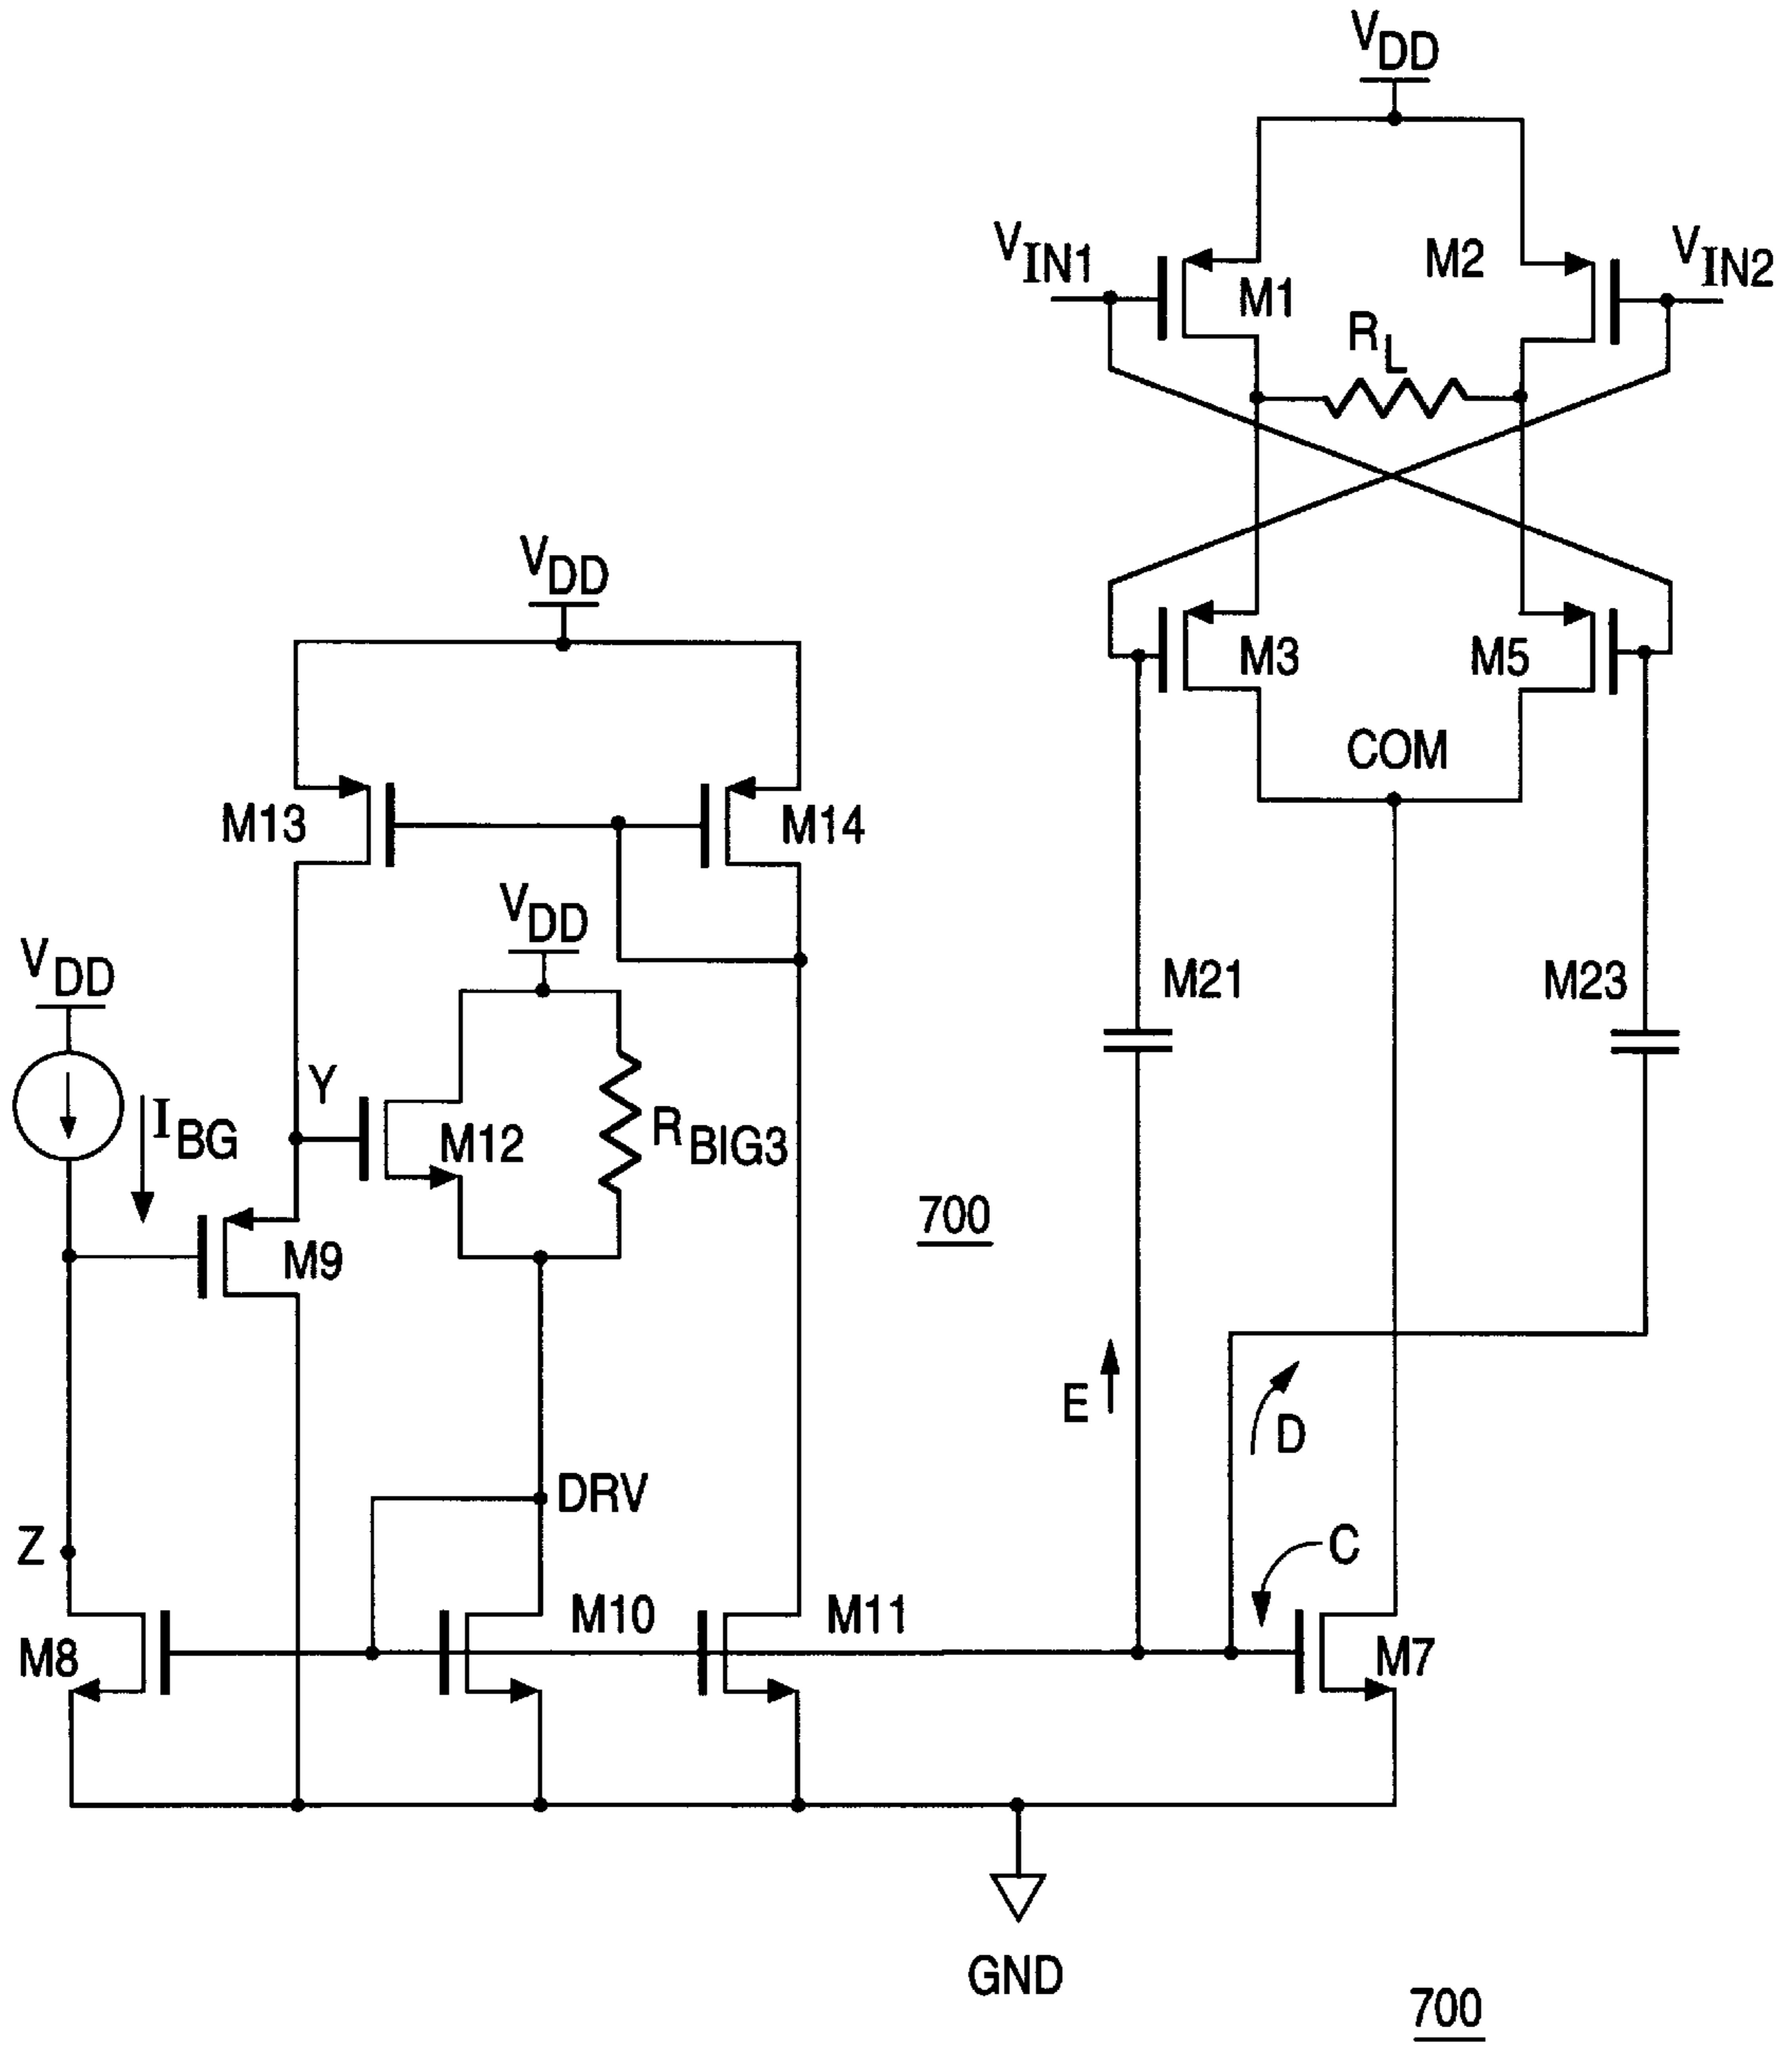 VDD
VIN1
M1
M2
VIN2
RL
VDD
M3
M5
COM
M13
M14
VDD
VDD
M21
M23
Y
IBG
M12
RBIG3
700
M9
E
D
DRV
Z
C
M8
M10
M11
M7
GND
700